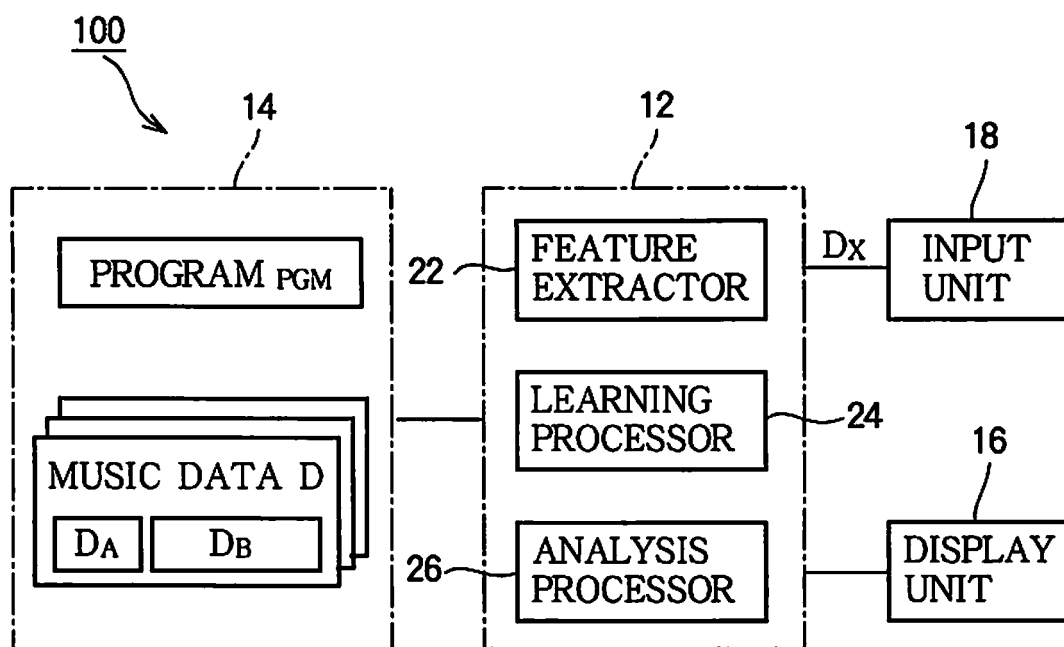 100
14
12
18
PROGRAM PGM
22
FEATURE
EXTRACTOR
DX
INPUT
UNIT
LEARNING
PROCESSOR
24
MUSIC DATA D
DA
DB
26
ANALYSIS
PROCESSOR
16
DISPLAY
UNIT